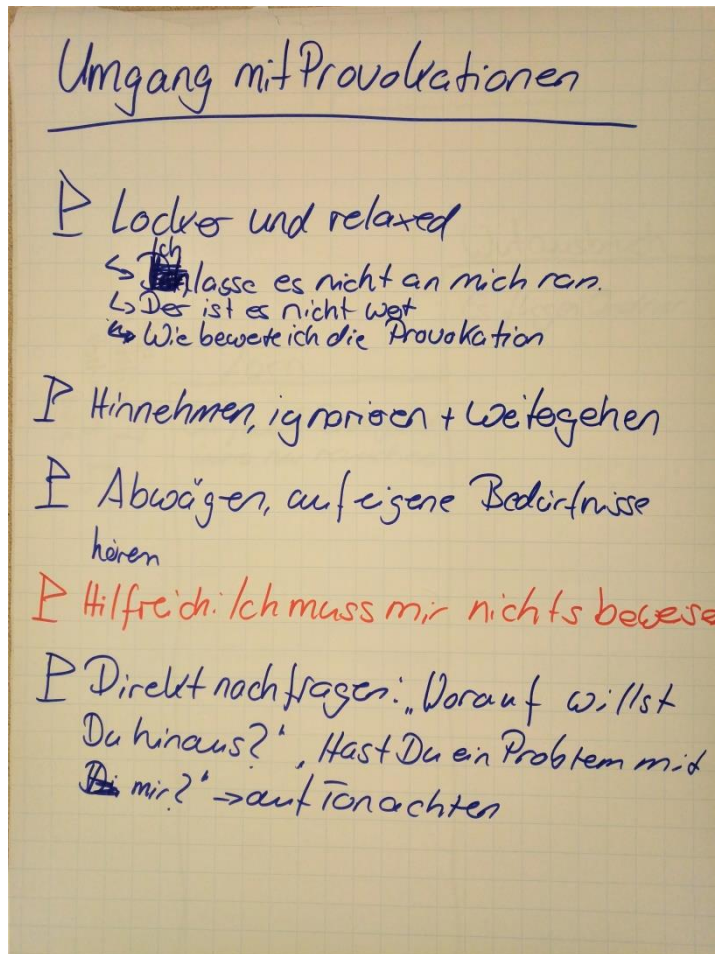 Umgang mit Provokationen
Locker und relaxed
↳ Ich lasse es nicht an mich ran.
↳ Der ist es nicht wert
↳ Wie bewerte ich die Provokation
Hinnehmen, ignorieren + weitergehen
Abwägen, auf eigene Bedürfnisse
hören
Hilfreich: Ich muss mir nichts beweise
Direkt nachfragen: „Worauf willst
Du hinaus?“, Hast Du ein Problem mit
mir?“ → auf Ton achten